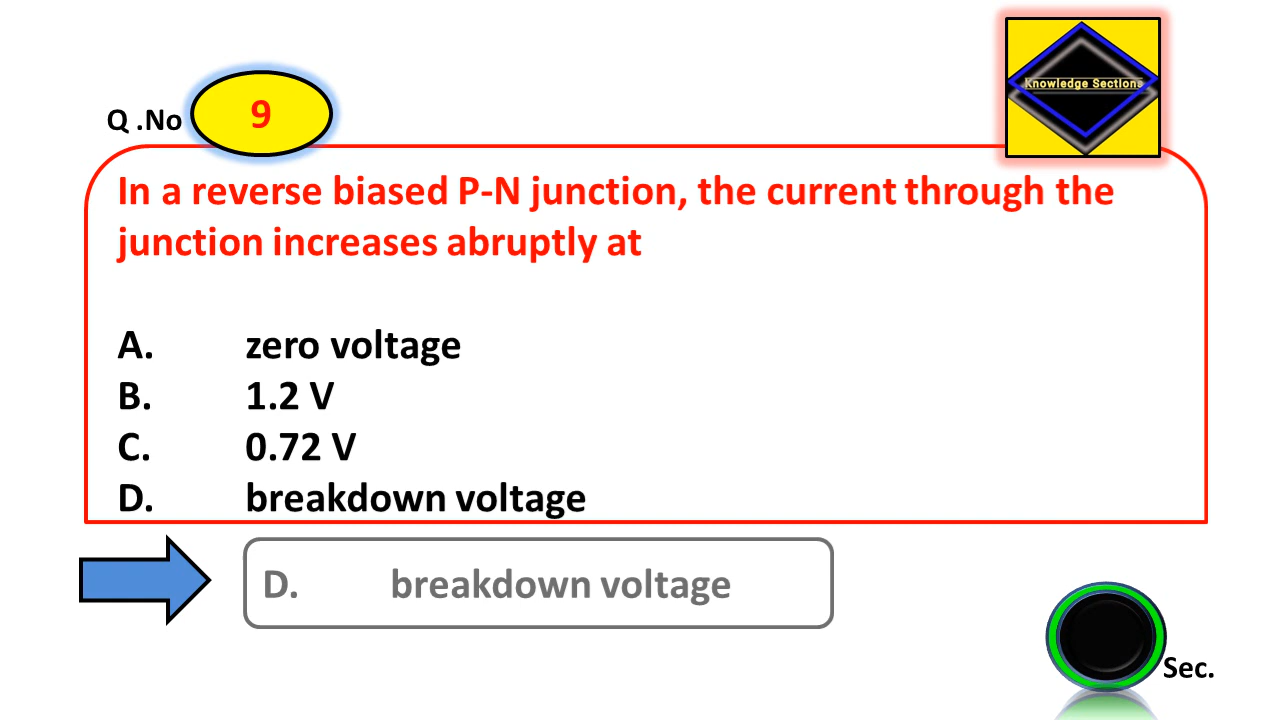 Knowledge Sections
Q .No 9
In a reverse biased P-N junction, the current through the
junction increases abruptly at
A. zero voltage
B. 1.2 V
C. 0.72 V
D. breakdown voltage
D. breakdown voltage
Sec.